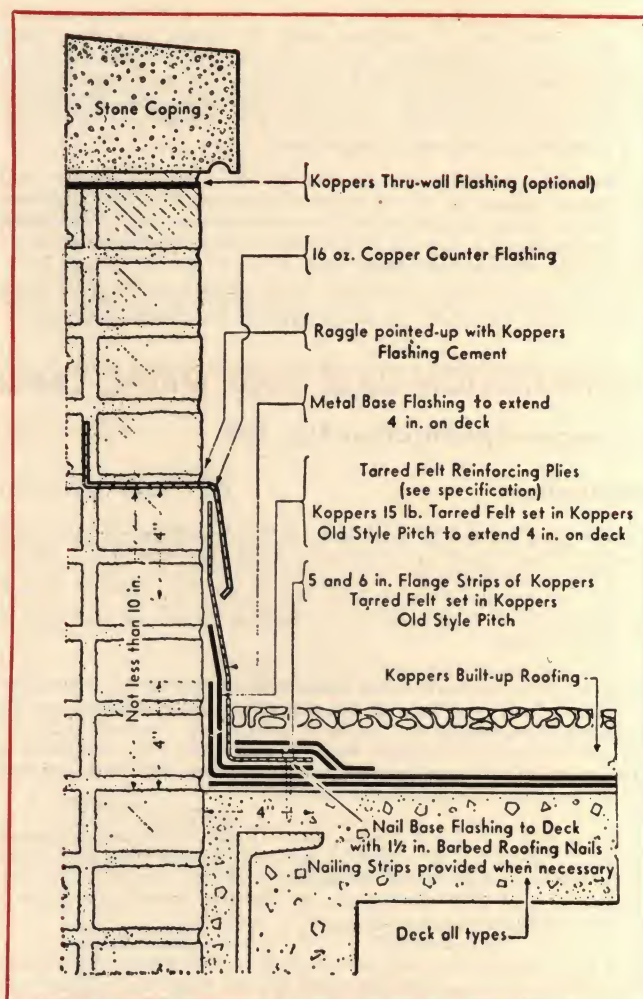 Stone Coping
Koppers Thru-wall Flashing (optional)
16 oz. Copper Counter Flashing
Raggle pointed-up with Koppers
Flashing Cement
Metal Base Flashing to extend
4 in. on deck
Tarred Felt Reinforcing Plies
(see specification)
Koppers 15 lb. Tarred Felt set in Koppers
Old Style Pitch to extend 4 in. on deck
4"
Not less than 10 in.
5 and 6 in. Flange Strips of Koppers
Tarred Felt set in Koppers
Old Style Pitch
Koppers Built-up Roofing
4"
4"
Nail Base Flashing to Deck
with 1½ in. Barbed Roofing Nails
Nailing Strips provided when necessary
Deck all types